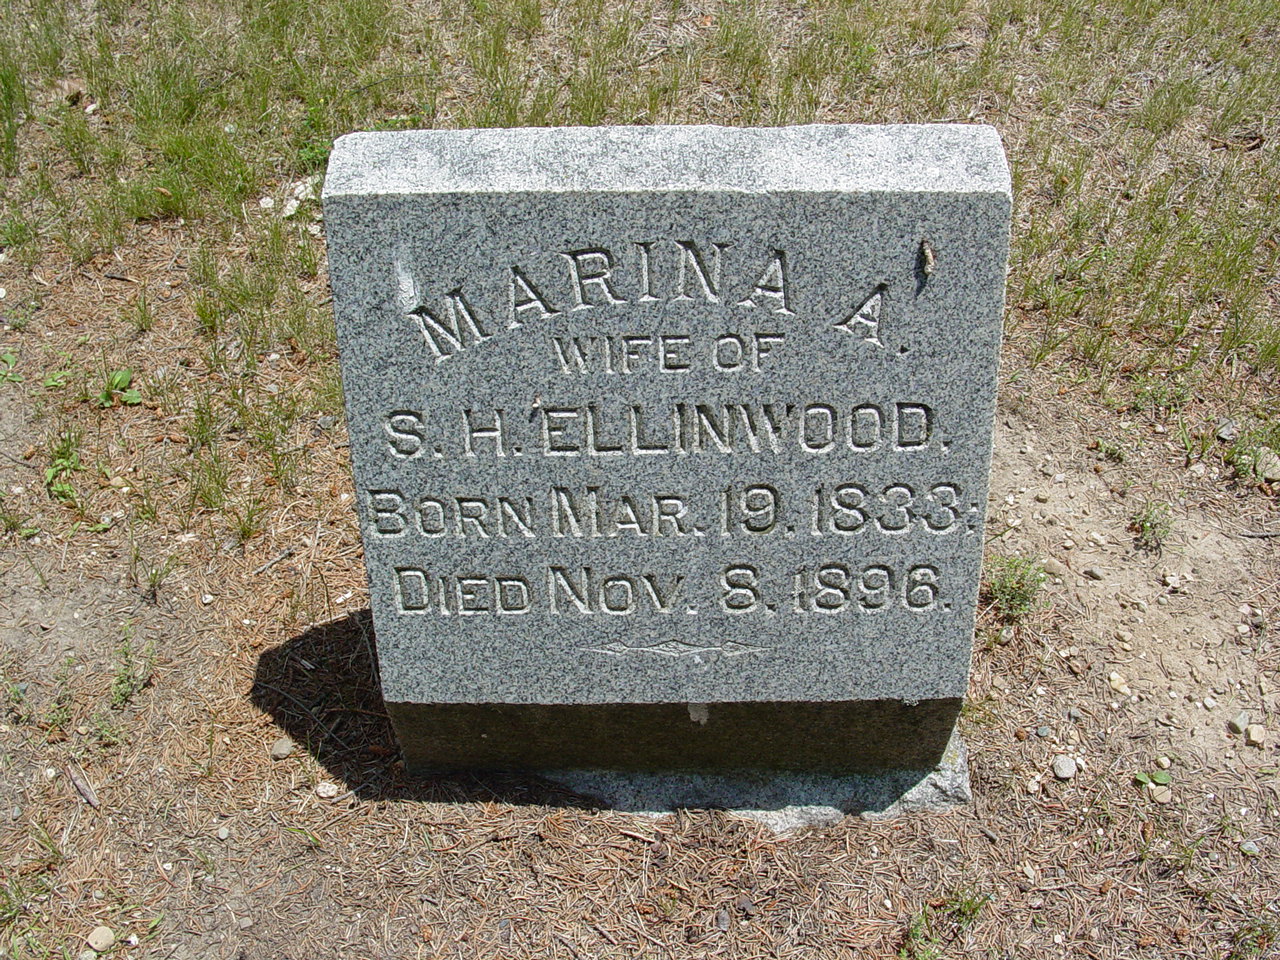 MARINA A.
WIFE OF
S. H. ELLINWOOD.
BORN MAR. 19. 1833.
DIED NOV. 8. 1896.